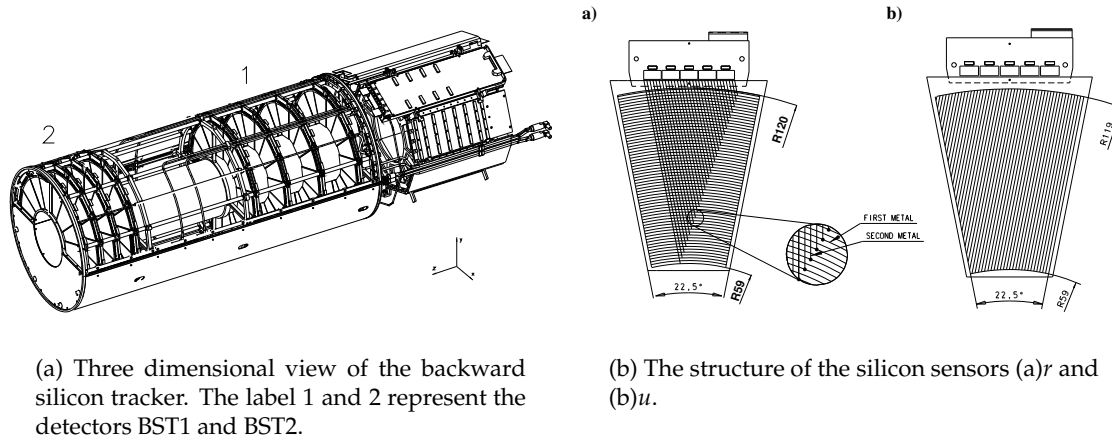 1
2
y
z
x
a)
R120
FIRST METAL
SECOND METAL
22,5°
R59
b)
R119
22,5°
R59
(a) Three dimensional view of the backward
silicon tracker. The label 1 and 2 represent the
detectors BST1 and BST2.
(b) The structure of the silicon sensors (a)r and
(b)u.